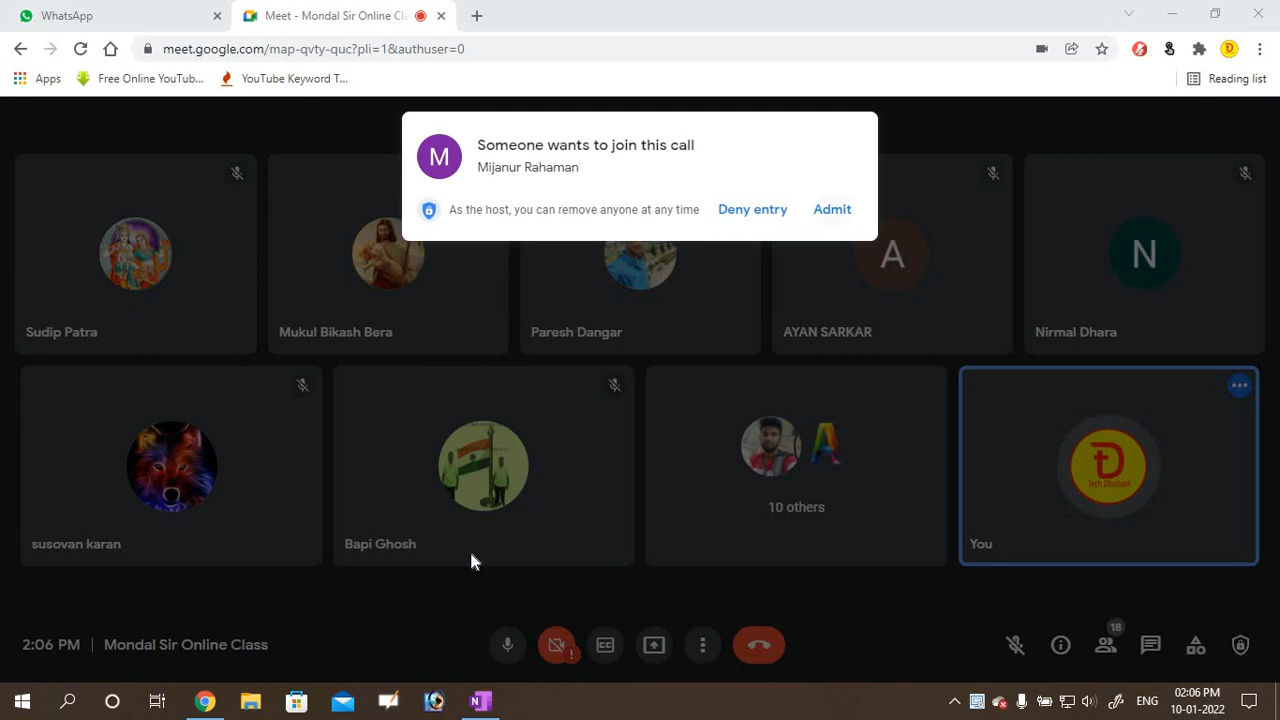 WhatsApp
Meet - Mondal Sir Online Cla
meet.google.com/map-qvty-quc?pli=1&authuser=0
Apps
Free Online YouTub...
YouTube Keyword T...
Reading list
M
Someone wants to join this call
Mijanur Rahaman
As the host, you can remove anyone at any time
Deny entry
Admit
A
N
Sudip Patra
Mukul Bikash Bera
Paresh Dangar
AYAN SARKAR
Nirmal Dhara
Tech Dhuliyan
10 others
susovan karan
Bapi Ghosh
You
2:06 PM | Mondal Sir Online Class
CC
18
ENG
02:06 PM
10-01-2022